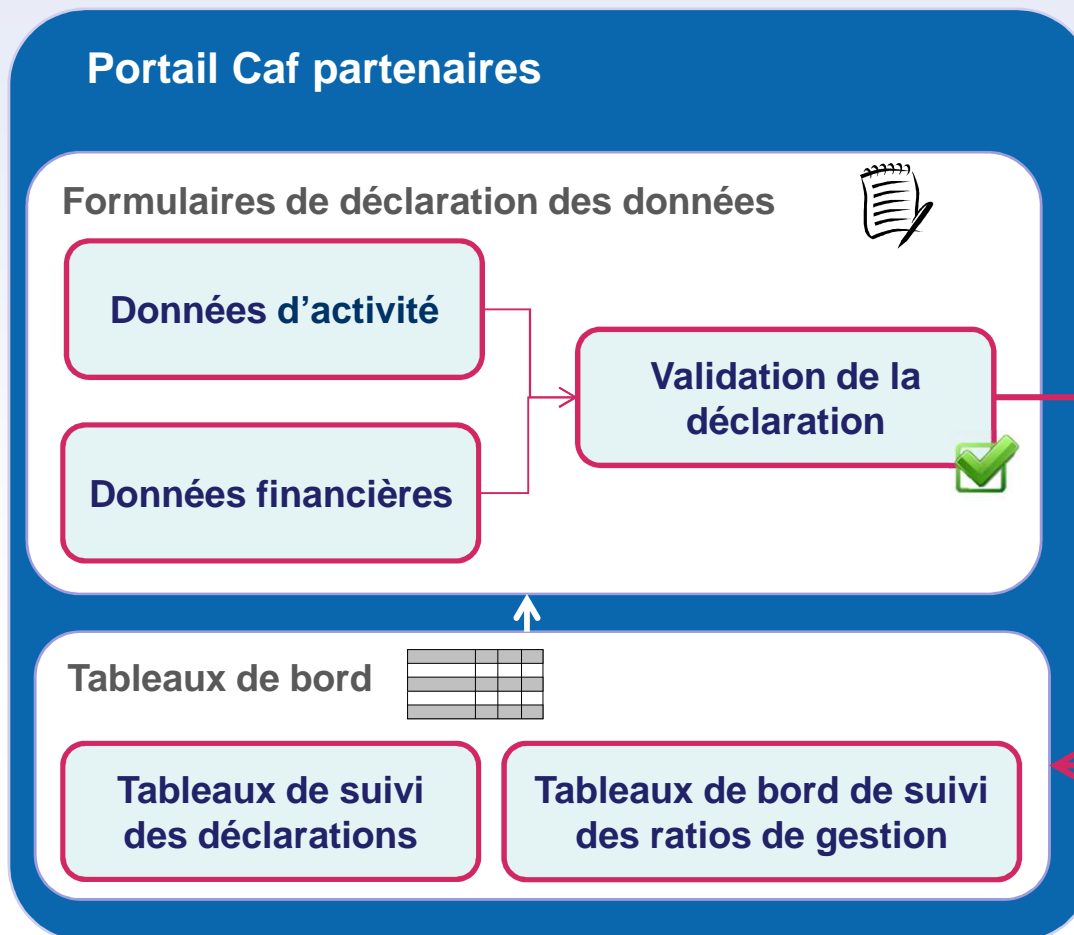 Portail Caf partenaires
Formulaires de déclaration des données
Données d’activité
Données financières
Validation de la
déclaration
Tableaux de bord
Tableaux de suivi
des déclarations
Tableaux de bord de suivi
des ratios de gestion